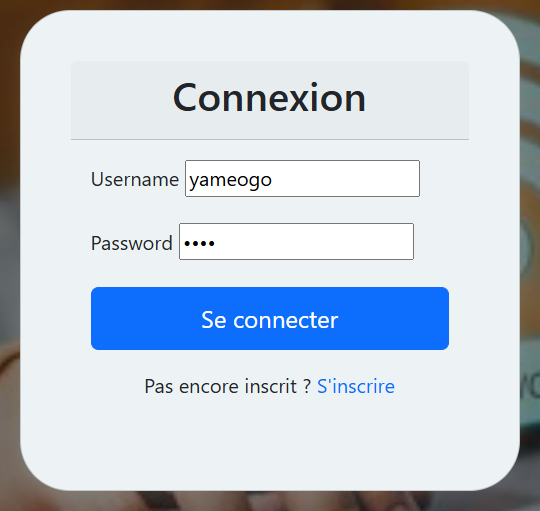 Connexion
Username yameogo
Password ••••
Se connecter
Pas encore inscrit ? S'inscrire